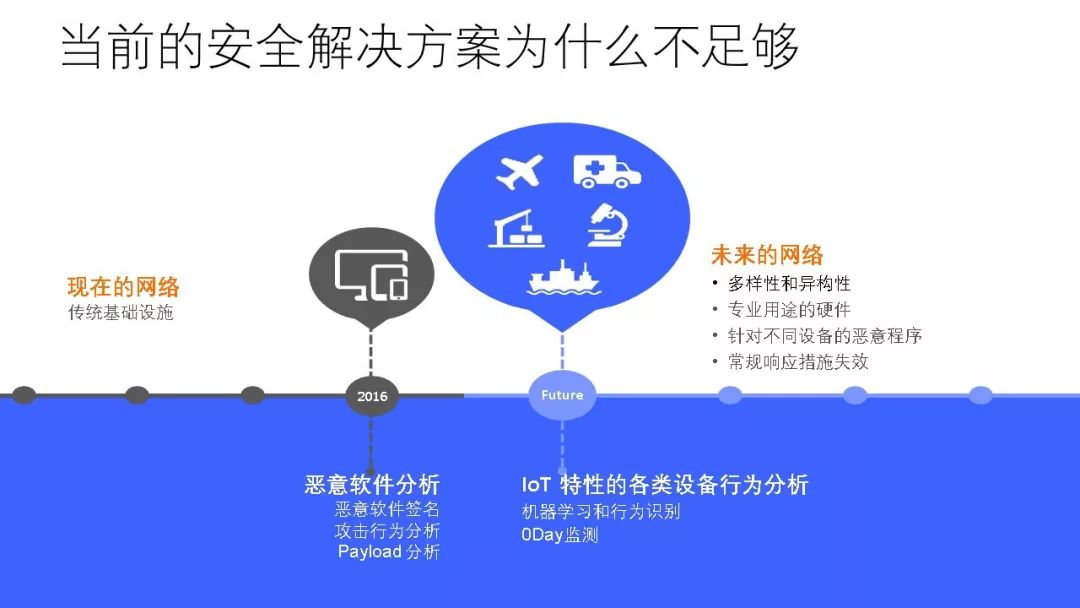 当前的安全解决方案为什么不足够
现在的网络
传统基础设施
未来的网络
• 多样性和异构性
• 专业用途的硬件
• 针对不同设备的恶意程序
• 常规响应措施失效
2016
Future
恶意软件分析
恶意软件签名
攻击行为分析
Payload 分析
IoT 特性的各类设备行为分析
机器学习和行为识别
0Day监测